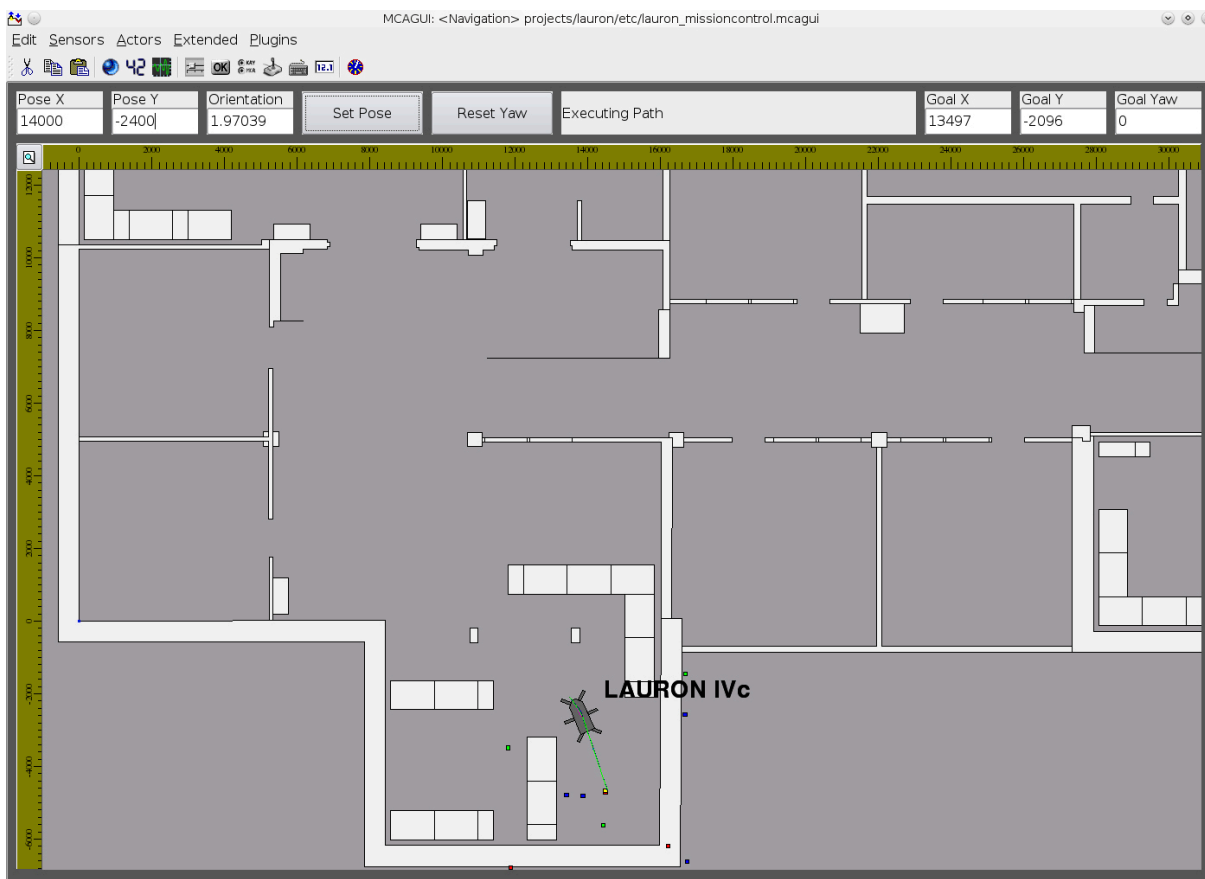 MCAGUI: <Navigation> projects/lauron/etc/lauron_missioncontrol.mcagui
Edit Sensors Actors Extended Plugins
42 OK 12.1
Pose X Pose Y Orientation Set Pose Reset Yaw Executing Path Goal X Goal Y Goal Yaw
14000 -2400 1.97039 13497 -2096 0
0 2000 4000 6000 8000 10000 12000 14000 16000 18000 20000 22000 24000 26000 28000 30000
12000
10000
8000
6000
4000
2000
0
-2000
-4000
-6000
LAURON IVc